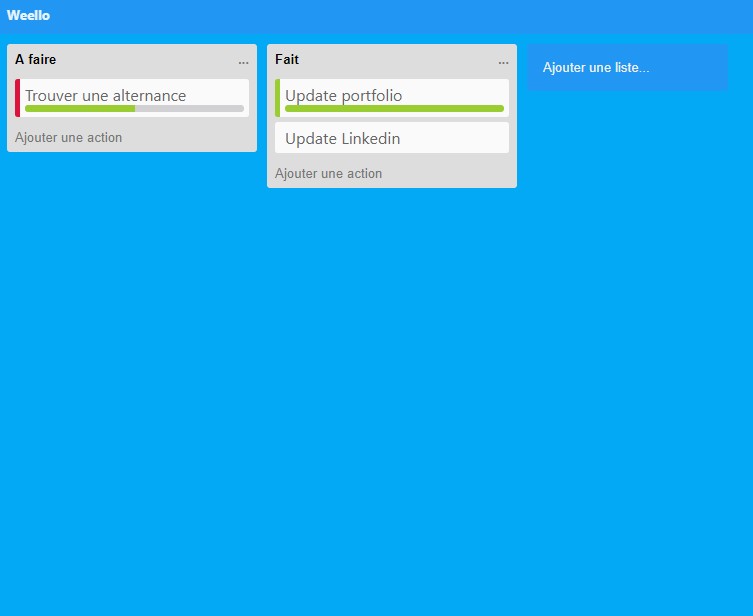 Weello
A faire
...
Trouver une alternance
Ajouter une action
Fait
...
Update portfolio
Update Linkedin
Ajouter une action
Ajouter une liste...